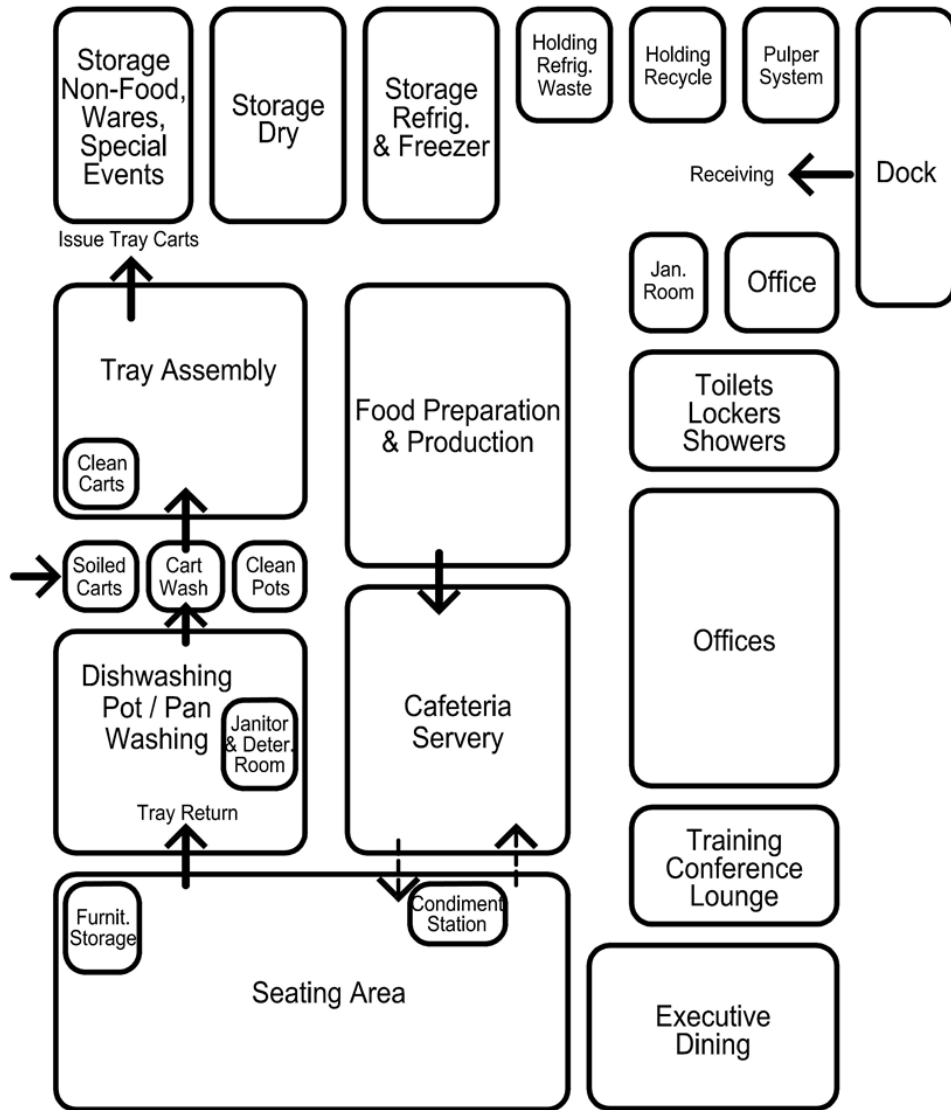 Storage
Non-Food,
Wares,
Special
Events
Storage
Dry
Storage
Refrig.
& Freezer
Holding
Refrig.
Waste
Holding
Recycle
Pulper
System
Receiving
Dock
Issue Tray Carts
Jan.
Room
Office
Tray Assembly
Clean
Carts
Food Preparation
& Production
Toilets
Lockers
Showers
Soiled
Carts
Cart
Wash
Clean
Pots
Offices
Dishwashing
Pot / Pan
Washing
Janitor
& Deter.
Room
Tray Return
Cafeteria
Servery
Training
Conference
Lounge
Furnit.
Storage
Condiment
Station
Seating Area
Executive
Dining